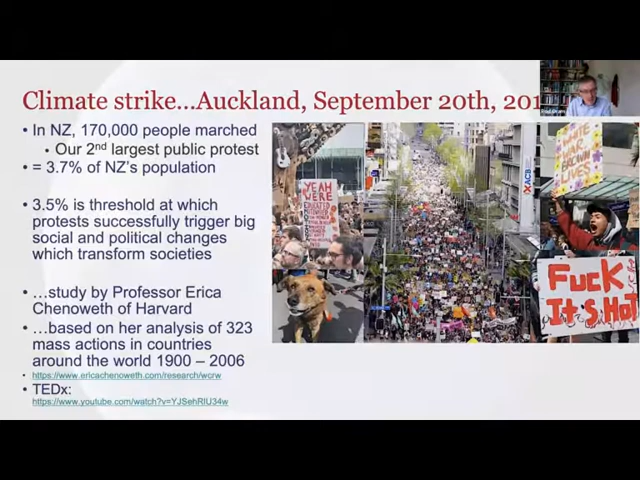 Climate strike...Auckland, September 20th, 201
• In NZ, 170,000 people marched
• Our 2nd largest public protest
• = 3.7% of NZ's population
• 3.5% is threshold at which
protests successfully trigger big
social and political changes
which transform societies
• ...study by Professor Erica
Chenoweth of Harvard
• ...based on her analysis of 323
mass actions in countries
around the world 1900 – 2006
• https://www.ericachenoweth.com/research/wcrw
• TEDx:
https://www.youtube.com/watch?v=YJSehRIU34w
YEAH
WERE
ACB
BROWN
LIVES
FUCK
It's HOT